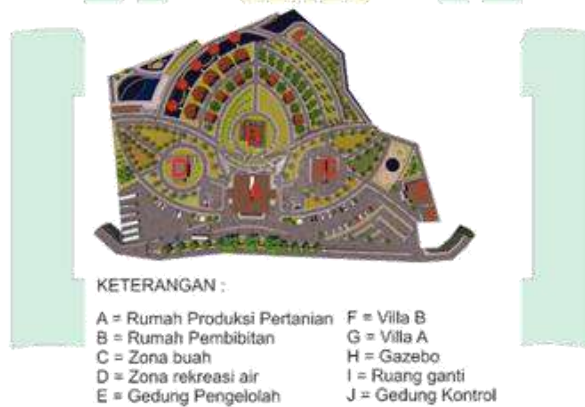 KETERANGAN :
A = Rumah Produksi Pertanian
B = Rumah Pembibitan
C = Zona buah
D = Zona rekreasi air
E = Gedung Pengelolah
F = Villa B
G = Villa A
H = Gazebo
I = Ruang ganti
J = Gedung Kontrol